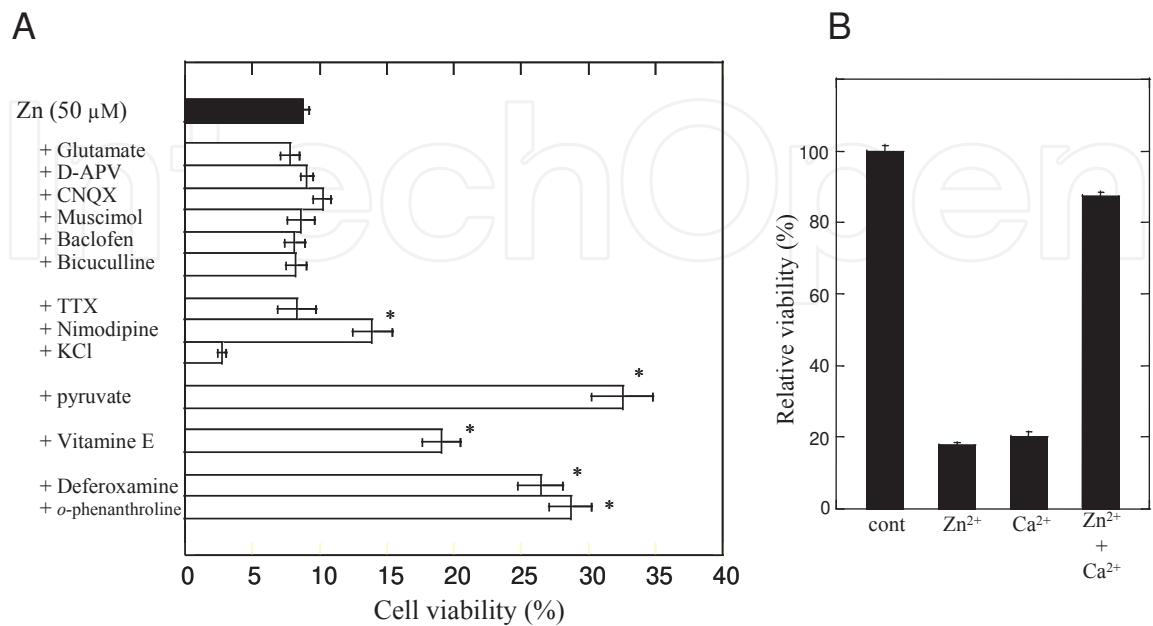 A
Zn (50 µM)
+ Glutamate
+ D-APV
+ CNQX
+ Muscimol
+ Baclofen
+ Bicuculline
+ TTX
*
+ Nimodipine
+ KCl
*
+ pyruvate
*
+ Vitamine E
*
+ Deferoxamine
+ o-phenanthroline *
0 5 10 15 20 25 30 35 40
Cell viability (%)
B
Relative viability (%)
100
80
60
40
20
0
cont Zn²⁺ Ca²⁺ Zn²⁺
+
Ca²⁺
InTechOpen